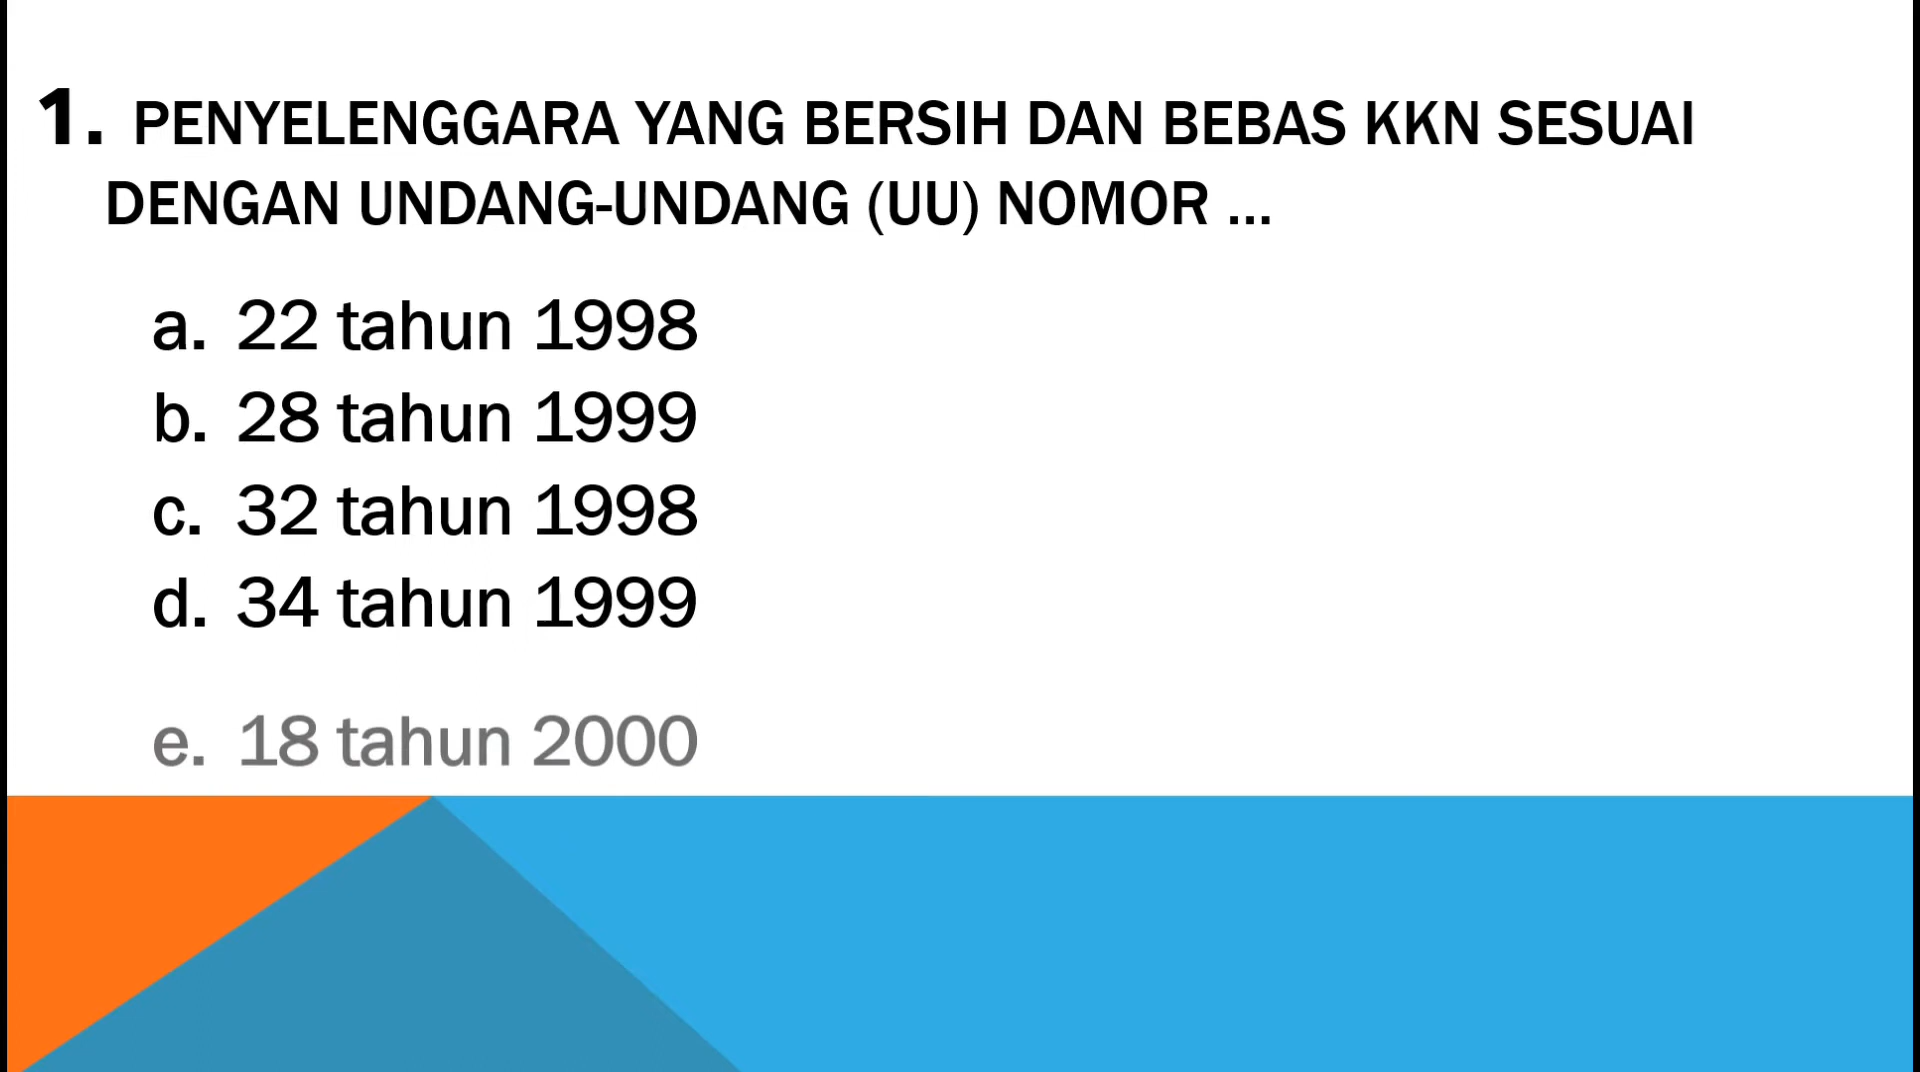 1. PENYELENGGARA YANG BERSIH DAN BEBAS KKN SESUAI
DENGAN UNDANG-UNDANG (UU) NOMOR ...
a. 22 tahun 1998
b. 28 tahun 1999
c. 32 tahun 1998
d. 34 tahun 1999
e. 18 tahun 2000